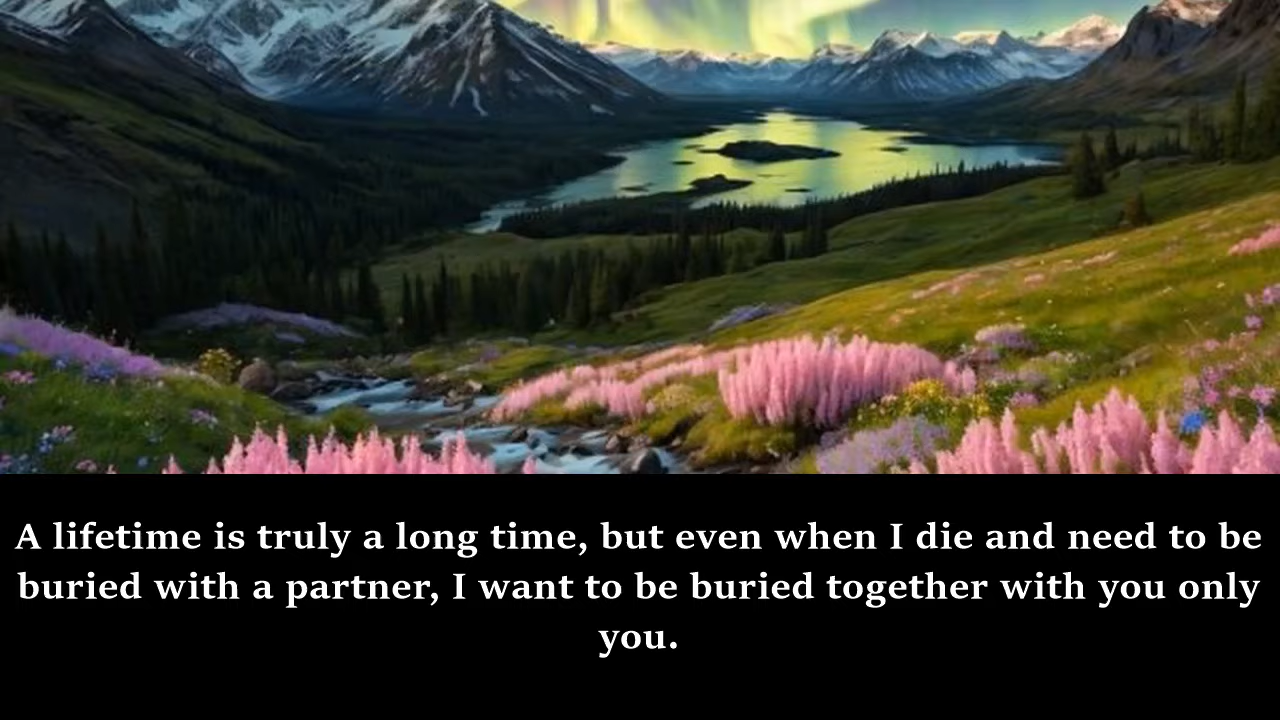 A lifetime is truly a long time, but even when I die and need to be
buried with a partner, I want to be buried together with you only
you.